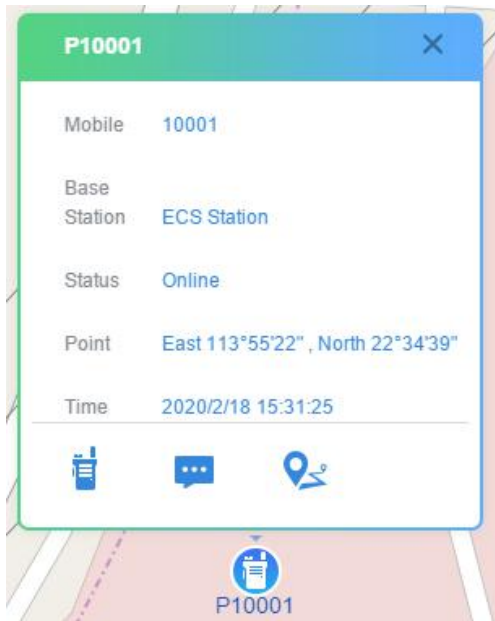 P10001
Mobile 10001
Base
Station ECS Station
Status Online
Point East 113°55'22" , North 22°34'39"
Time 2020/2/18 15:31:25
P10001